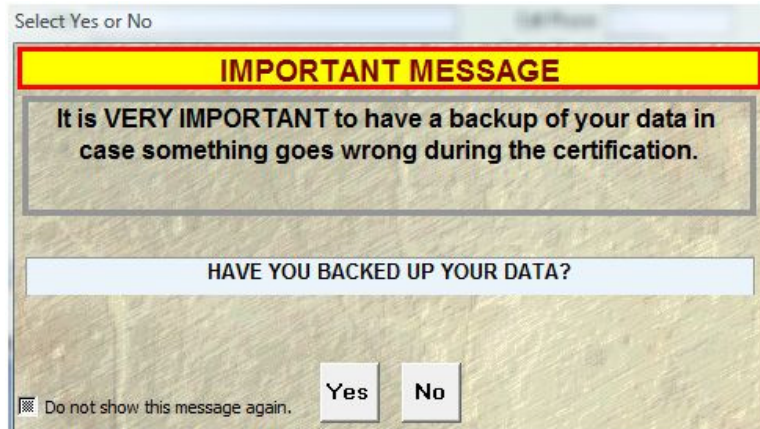 Select Yes or No
IMPORTANT MESSAGE
It is VERY IMPORTANT to have a backup of your data in
case something goes wrong during the certification.
HAVE YOU BACKED UP YOUR DATA?
Do not show this message again.
Yes
No